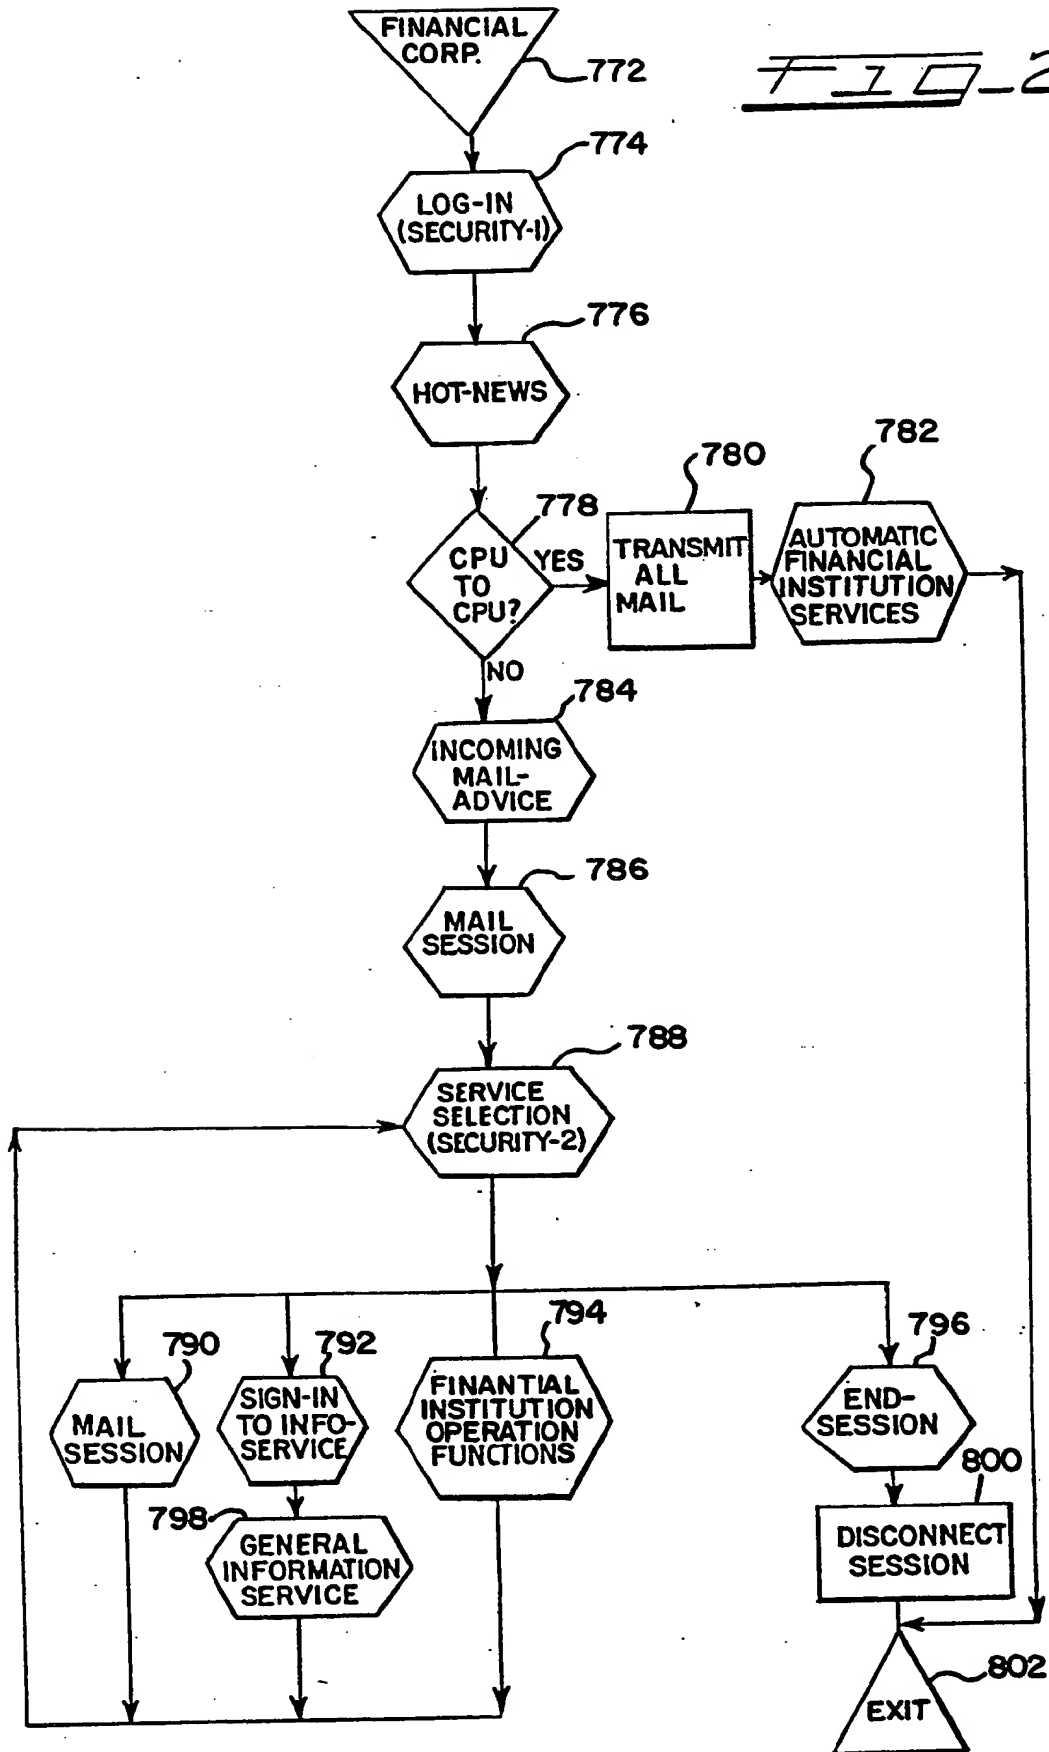 FINANCIAL
CORP.
772
FIG_2
774
LOG-IN
(SECURITY-1)
776
HOT-NEWS
778
CPU
TO
CPU?
YES
NO
780
TRANSMIT
ALL
MAIL
782
AUTOMATIC
FINANCIAL
INSTITUTION
SERVICES
784
INCOMING
MAIL-
ADVICE
786
MAIL
SESSION
788
SERVICE
SELECTION
(SECURITY-2)
790
MAIL
SESSION
792
SIGN-IN
TO INFO-
SERVICE
794
FINANTIAL
INSTITUTION
OPERATION
FUNCTIONS
796
END-
SESSION
798
GENERAL
INFORMATION
SERVICE
800
DISCONNECT
SESSION
802
EXIT